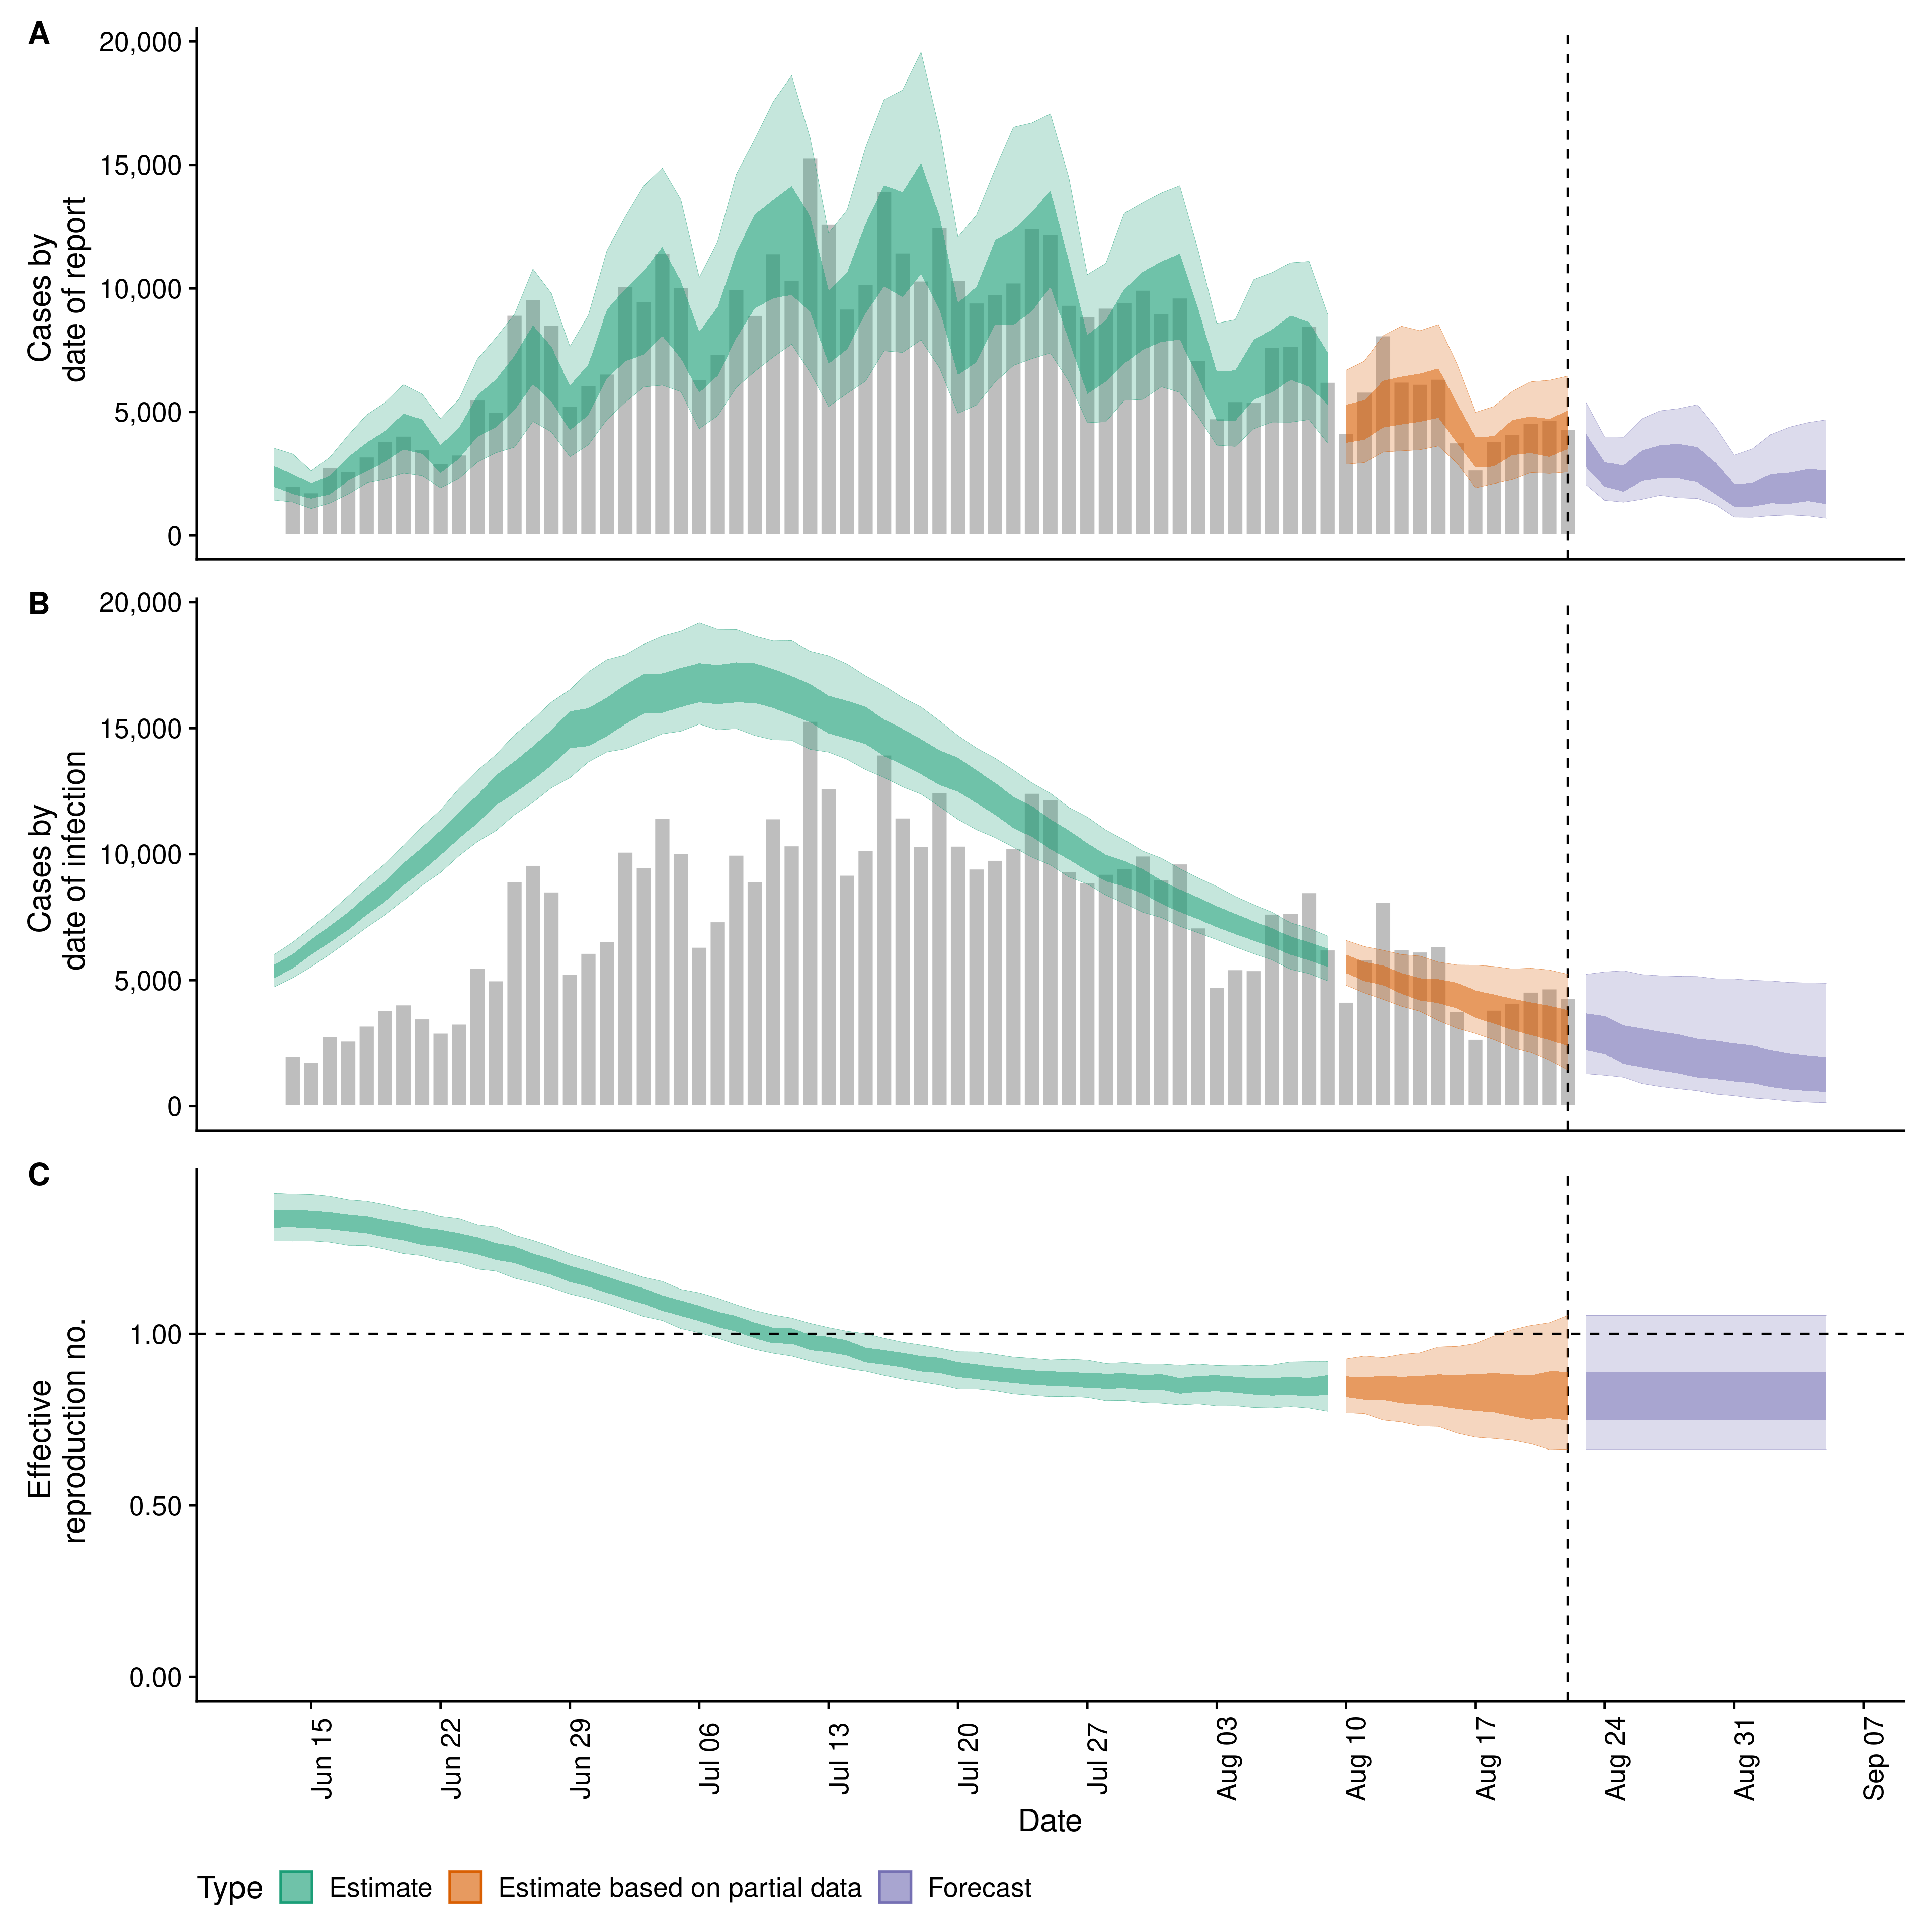 A
20,000
15,000
10,000
5,000
0
Cases by
date of report
B
20,000
15,000
10,000
5,000
0
Cases by
date of infection
C
1.00
0.50
0.00
Effective
reproduction no.
Jun 15
Jun 22
Jun 29
Jul 06
Jul 13
Jul 20
Jul 27
Aug 03
Aug 10
Aug 17
Aug 24
Aug 31
Sep 07
Date
Type Estimate Estimate based on partial data Forecast